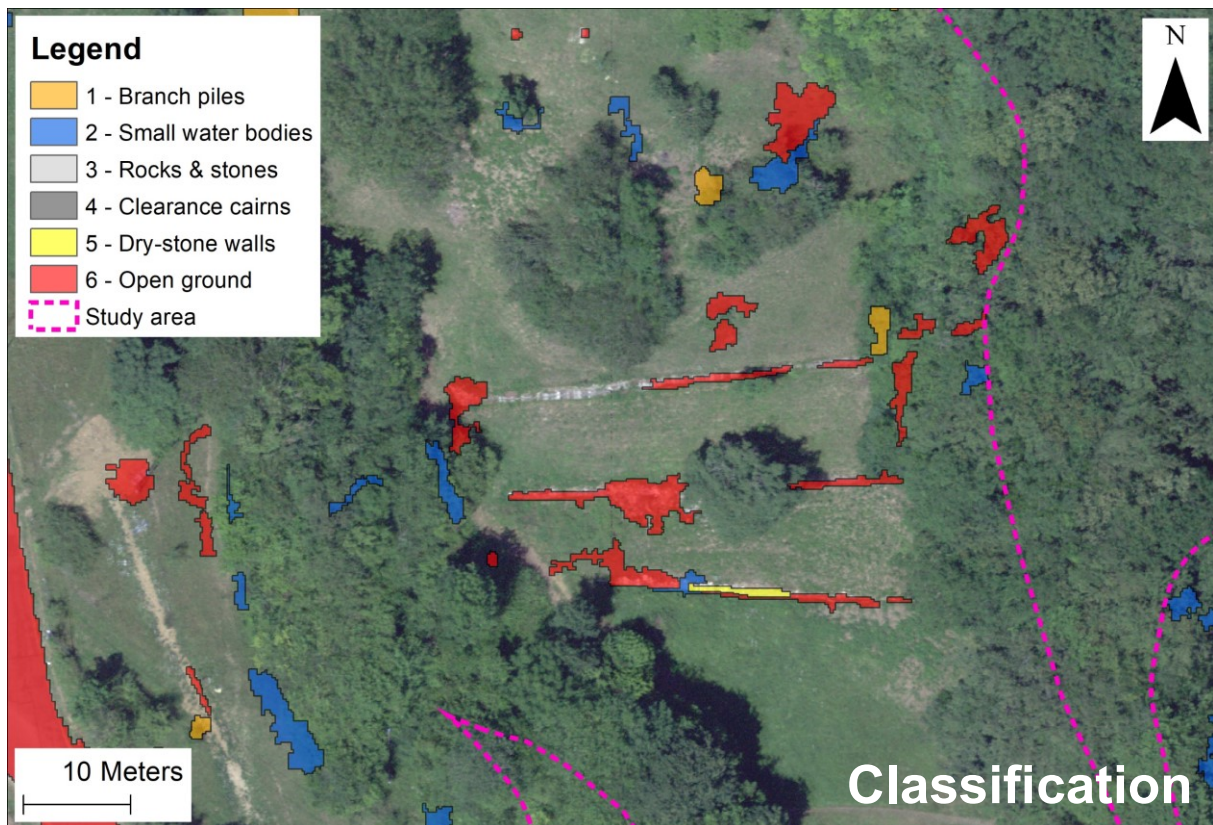 Legend
1 - Branch piles
2 - Small water bodies
3 - Rocks & stones
4 - Clearance cairns
5 - Dry-stone walls
6 - Open ground
Study area
N
10 Meters
Classification